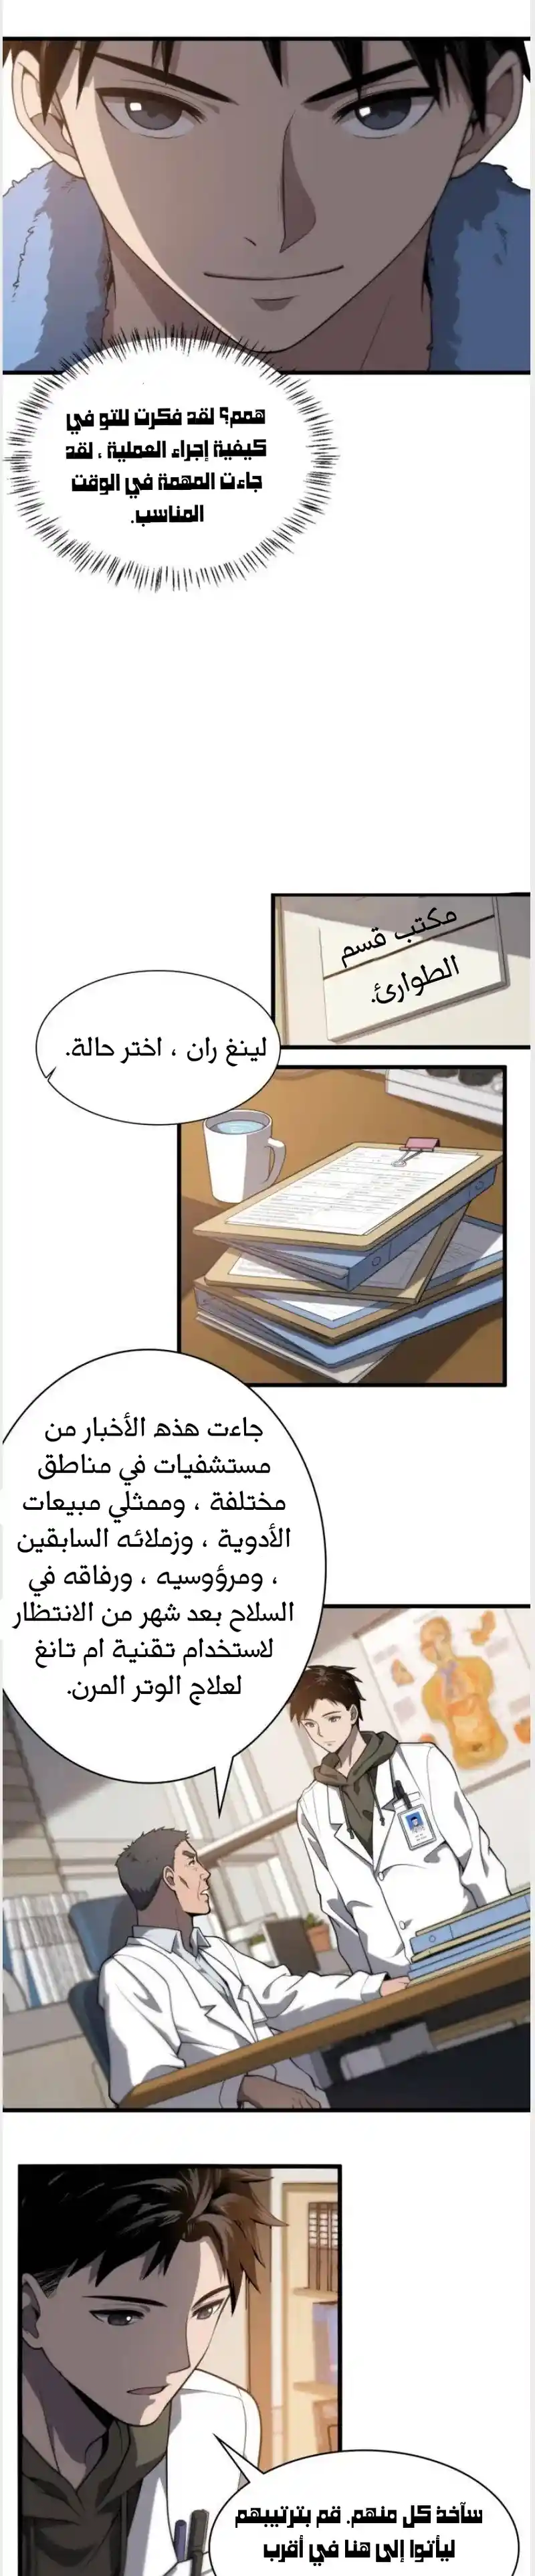 همم؟ لقد فكرت للتو في
كيفية إجراء العملية ، لقد
جاءت المهمة في الوقت
المناسب.
مكتب قسم
الطوارئ.
لينغ ران ، اختر حالة.
جاءت هذه الأخبار من
مستشفيات في مناطق
مختلفة ، وممثلي مبيعات
الأدوية ، وزملائه السابقين
، ومرؤوسيه ، ورفاقه في
السلاح بعد شهر من الانتظار
لاستخدام تقنية ام تانغ
لعلاج الوتر المرن.
سآخذ كل منهم. قم بترتيبهم
ليأتوا إلى هنا في أقرب